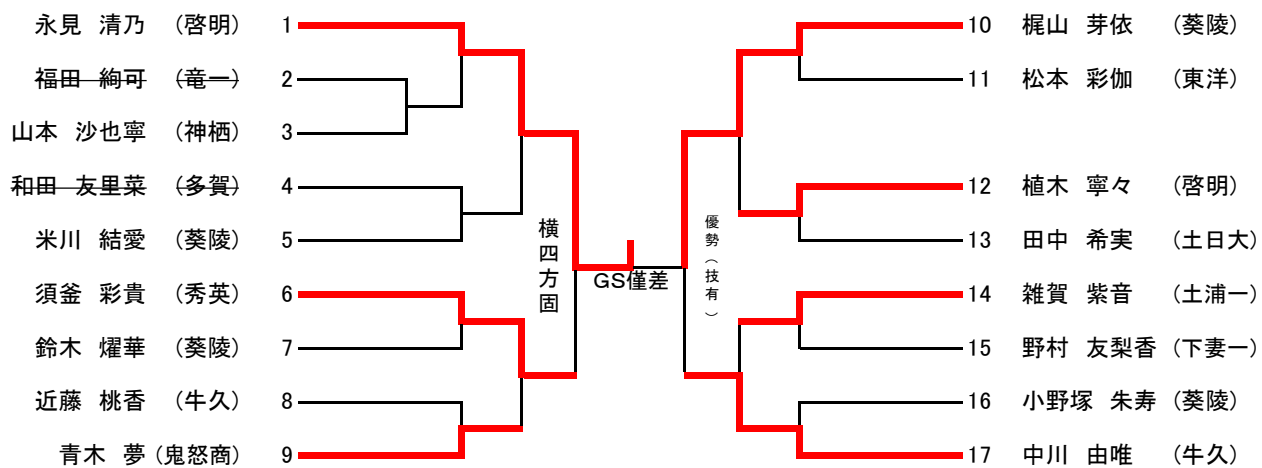 永見 清乃 (啓明) 1
福田 絢可 (竜一) 2
山本 沙也寧 (神栖) 3
和田 友里菜 (多賀) 4
米川 結愛 (葵陵) 5
須釜 彩貴 (秀英) 6
鈴木 燿華 (葵陵) 7
近藤 桃香 (牛久) 8
青木 夢 (鬼怒商) 9
横四方固
GS僅差
優勢(技有)
10 梶山 芽依 (葵陵)
11 松本 彩伽 (東洋)
12 植木 寧々 (啓明)
13 田中 希実 (土日大)
14 雑賀 紫音 (土浦一)
15 野村 友梨香 (下妻一)
16 小野塚 朱寿 (葵陵)
17 中川 由唯 (牛久)